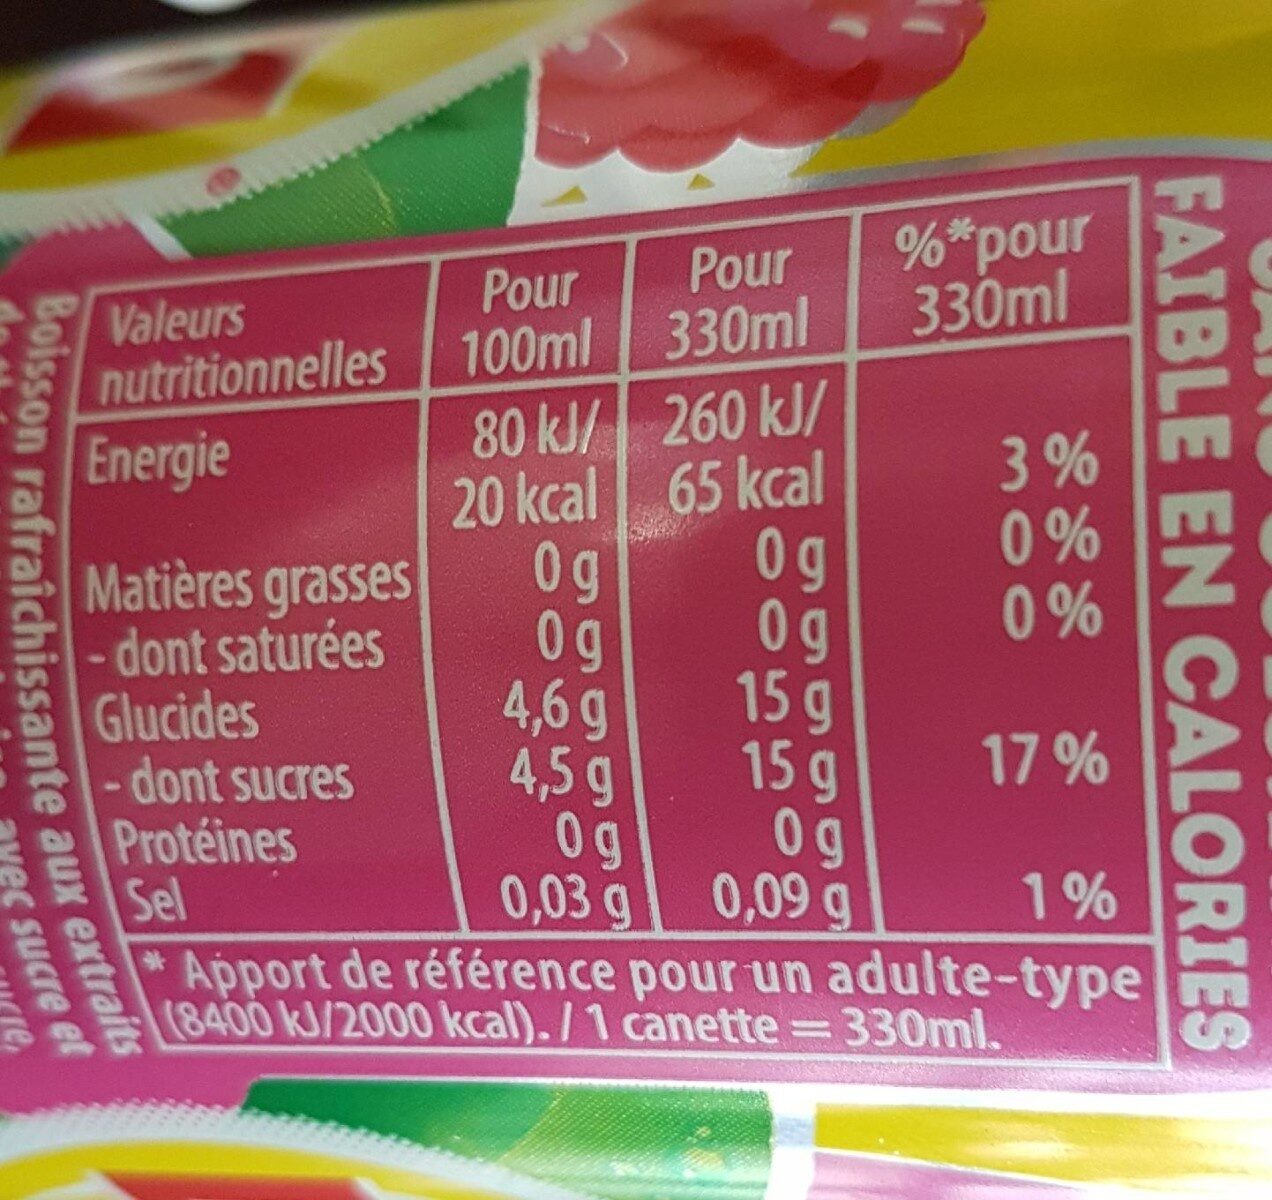 Valeurs nutritionnelles Pour 100ml Pour 330ml %*pour 330ml
Energie 80 kJ/ 20 kcal 260 kJ/ 65 kcal 3 %
Matières grasses 0 g 0 g 0 %
- dont saturées 0 g 0 g 0 %
Glucides 4,6 g 15 g
- dont sucres 4,5 g 15 g 17 %
Protéines 0 g 0 g
Sel 0,03 g 0,09 g 1 %
* Apport de référence pour un adulte-type
(8400 kJ/2000 kcal). / 1 canette = 330ml.
FAIBLE EN CALORIES
Boisson rafraîchissante aux extraits
avec sucre et